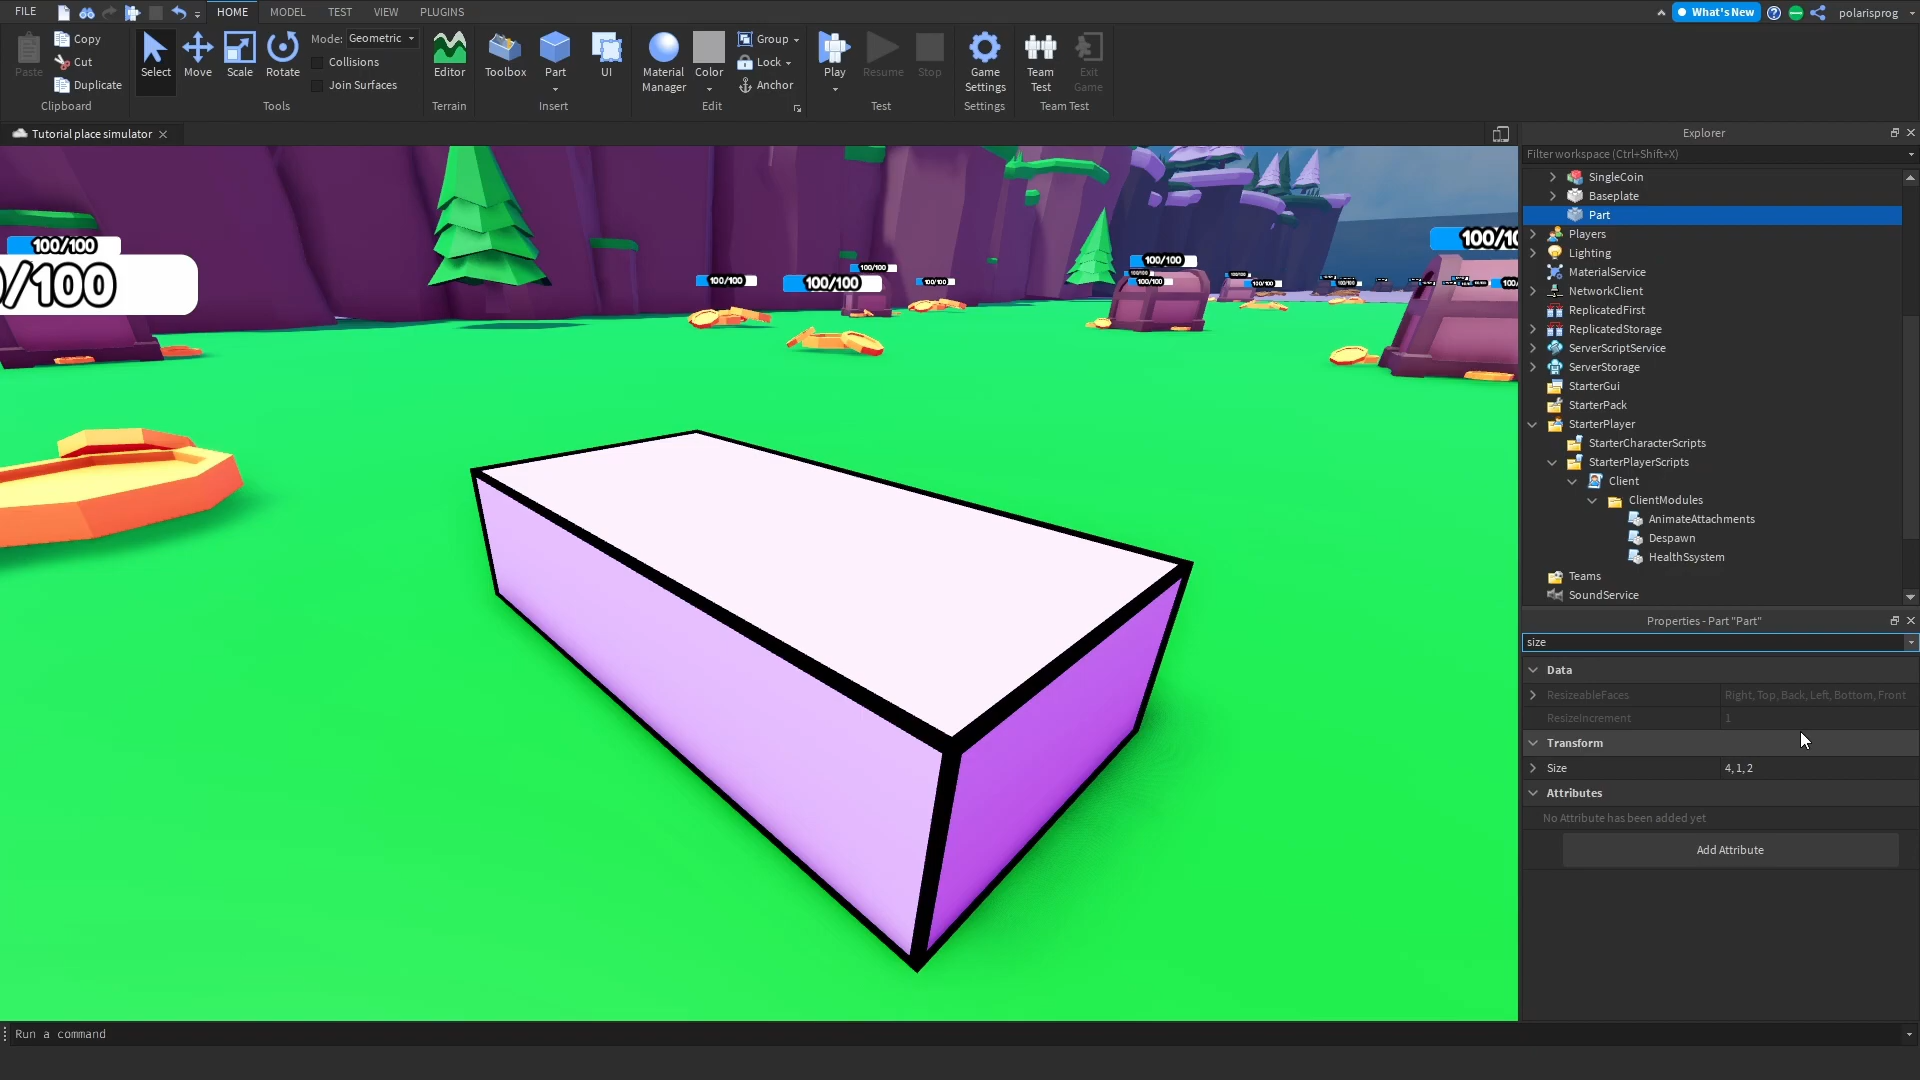 FILE
HOME
MODEL
TEST
VIEW
PLUGINS
What's New
polarisprog
Paste
Copy
Cut
Duplicate
Clipboard
Select
Move
Scale
Rotate
Mode: Geometric
Collisions
Join Surfaces
Tools
Editor
Terrain
Toolbox
Part
UI
Insert
Material
Manager
Color
Group
Lock
Anchor
Edit
Play
Resume
Stop
Test
Game
Settings
Settings
Team
Test
Exit
Game
Team Test
Tutorial place simulator
100/100
/100
100/100
100/100
100/100
100/100
100/100
100/100
Explorer
Filter workspace (Ctrl+Shift+X)
SingleCoin
Baseplate
Part
Players
Lighting
MaterialService
NetworkClient
ReplicatedFirst
ReplicatedStorage
ServerScriptService
ServerStorage
StarterGui
StarterPack
StarterPlayer
StarterCharacterScripts
StarterPlayerScripts
Client
ClientModules
AnimateAttachments
Despawn
HealthSsystem
Teams
SoundService
Properties - Part "Part"
size
Data
ResizeableFaces Right, Top, Back, Left, Bottom, Front
ResizeIncrement 1
Transform
Size 4, 1, 2
Attributes
No Attribute has been added yet
Add Attribute
Run a command